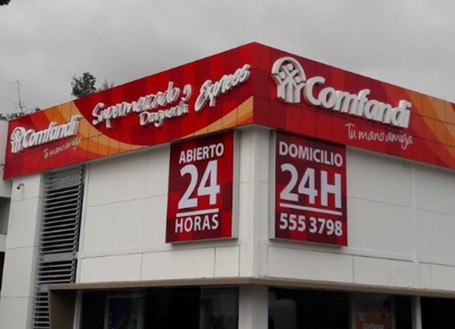 Comfandi
Tu mano amiga
Supermercado y
Droguería Express
ABIERTO
24
HORAS
Comfandi
Tu mano amiga
DOMICILIO
24H
555 3798